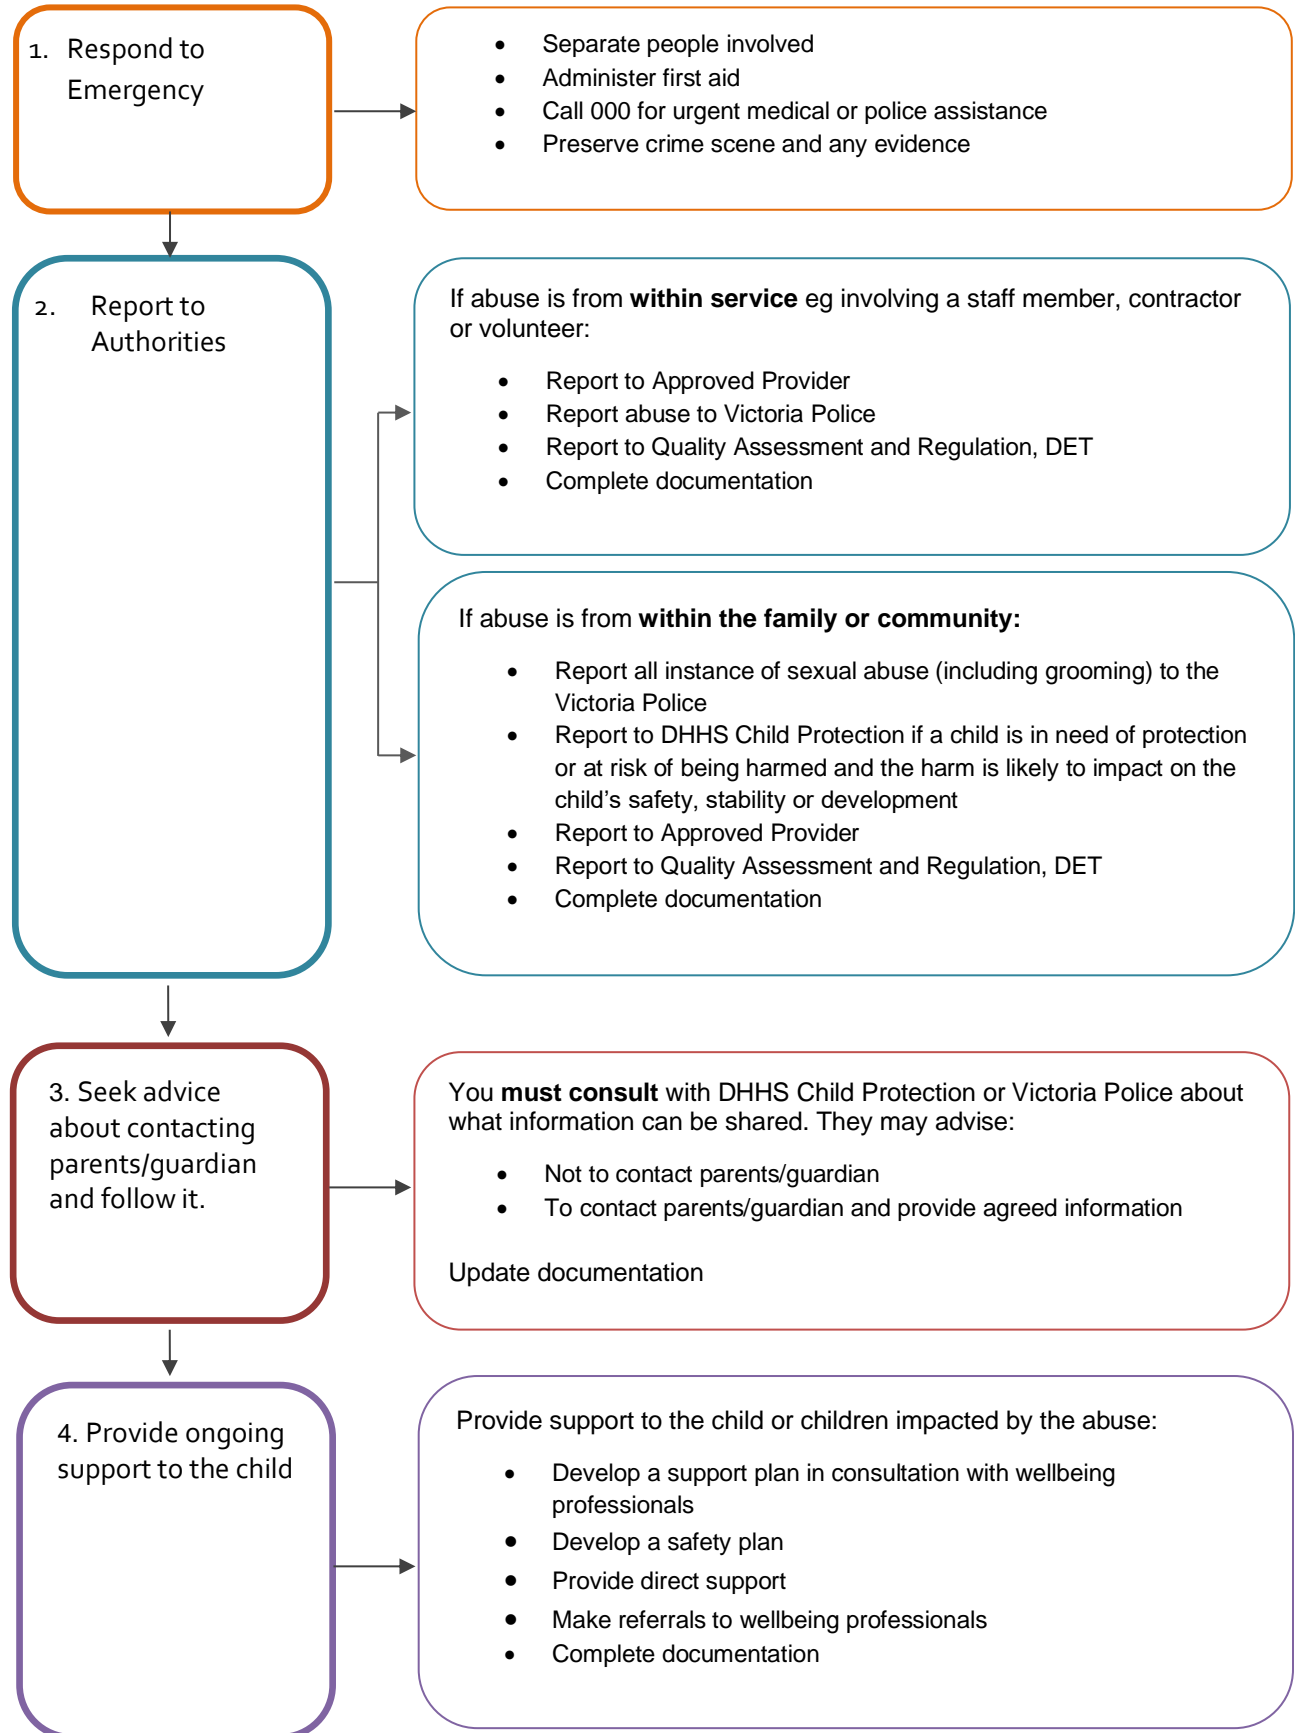 1. Respond to
Emergency
• Separate people involved
• Administer first aid
• Call 000 for urgent medical or police assistance
• Preserve crime scene and any evidence
2. Report to
Authorities
If abuse is from within service eg involving a staff member, contractor
or volunteer:
• Report to Approved Provider
• Report abuse to Victoria Police
• Report to Quality Assessment and Regulation, DET
• Complete documentation
If abuse is from within the family or community:
• Report all instance of sexual abuse (including grooming) to the
Victoria Police
• Report to DHHS Child Protection if a child is in need of protection
or at risk of being harmed and the harm is likely to impact on the
child’s safety, stability or development
• Report to Approved Provider
• Report to Quality Assessment and Regulation, DET
• Complete documentation
3. Seek advice
about contacting
parents/guardian
and follow it.
You must consult with DHHS Child Protection or Victoria Police about
what information can be shared. They may advise:
• Not to contact parents/guardian
• To contact parents/guardian and provide agreed information
Update documentation
4. Provide ongoing
support to the child
Provide support to the child or children impacted by the abuse:
• Develop a support plan in consultation with wellbeing
professionals
• Develop a safety plan
• Provide direct support
• Make referrals to wellbeing professionals
• Complete documentation